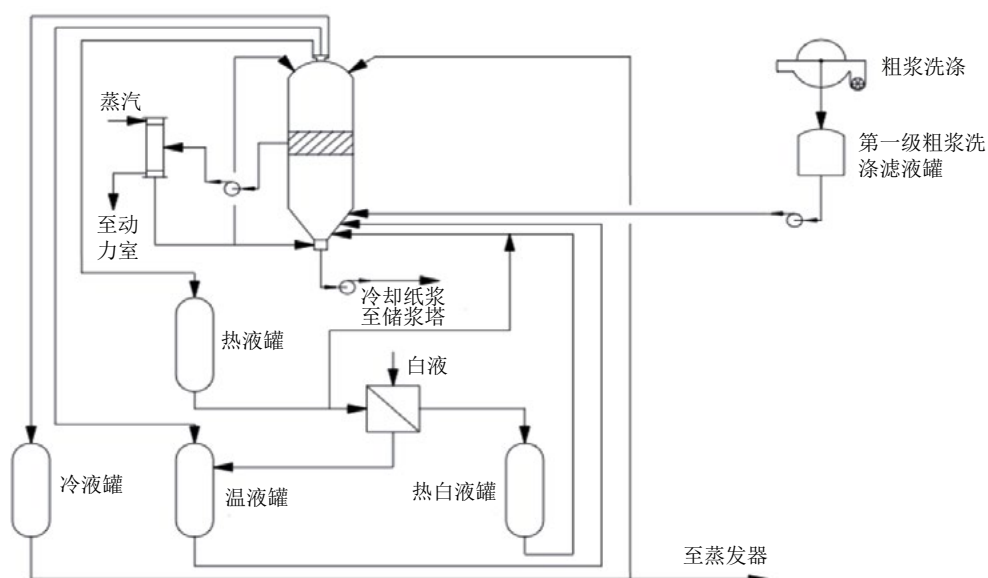 粗浆洗涤
蒸汽
第一级粗浆洗
涤滤液罐
至动
力室
冷却纸浆
至储浆塔
热液罐
白液
冷液罐
温液罐
热白液罐
至蒸发器